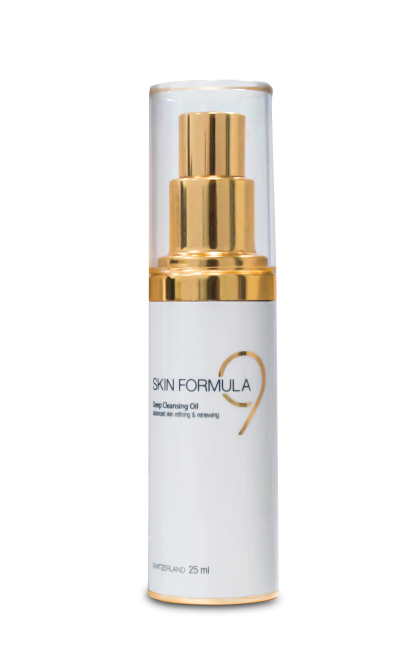 SKIN FORMULA 9
Deep Cleansing Oil
Advanced skin refining & renewing
SWITZERLAND 25 ml